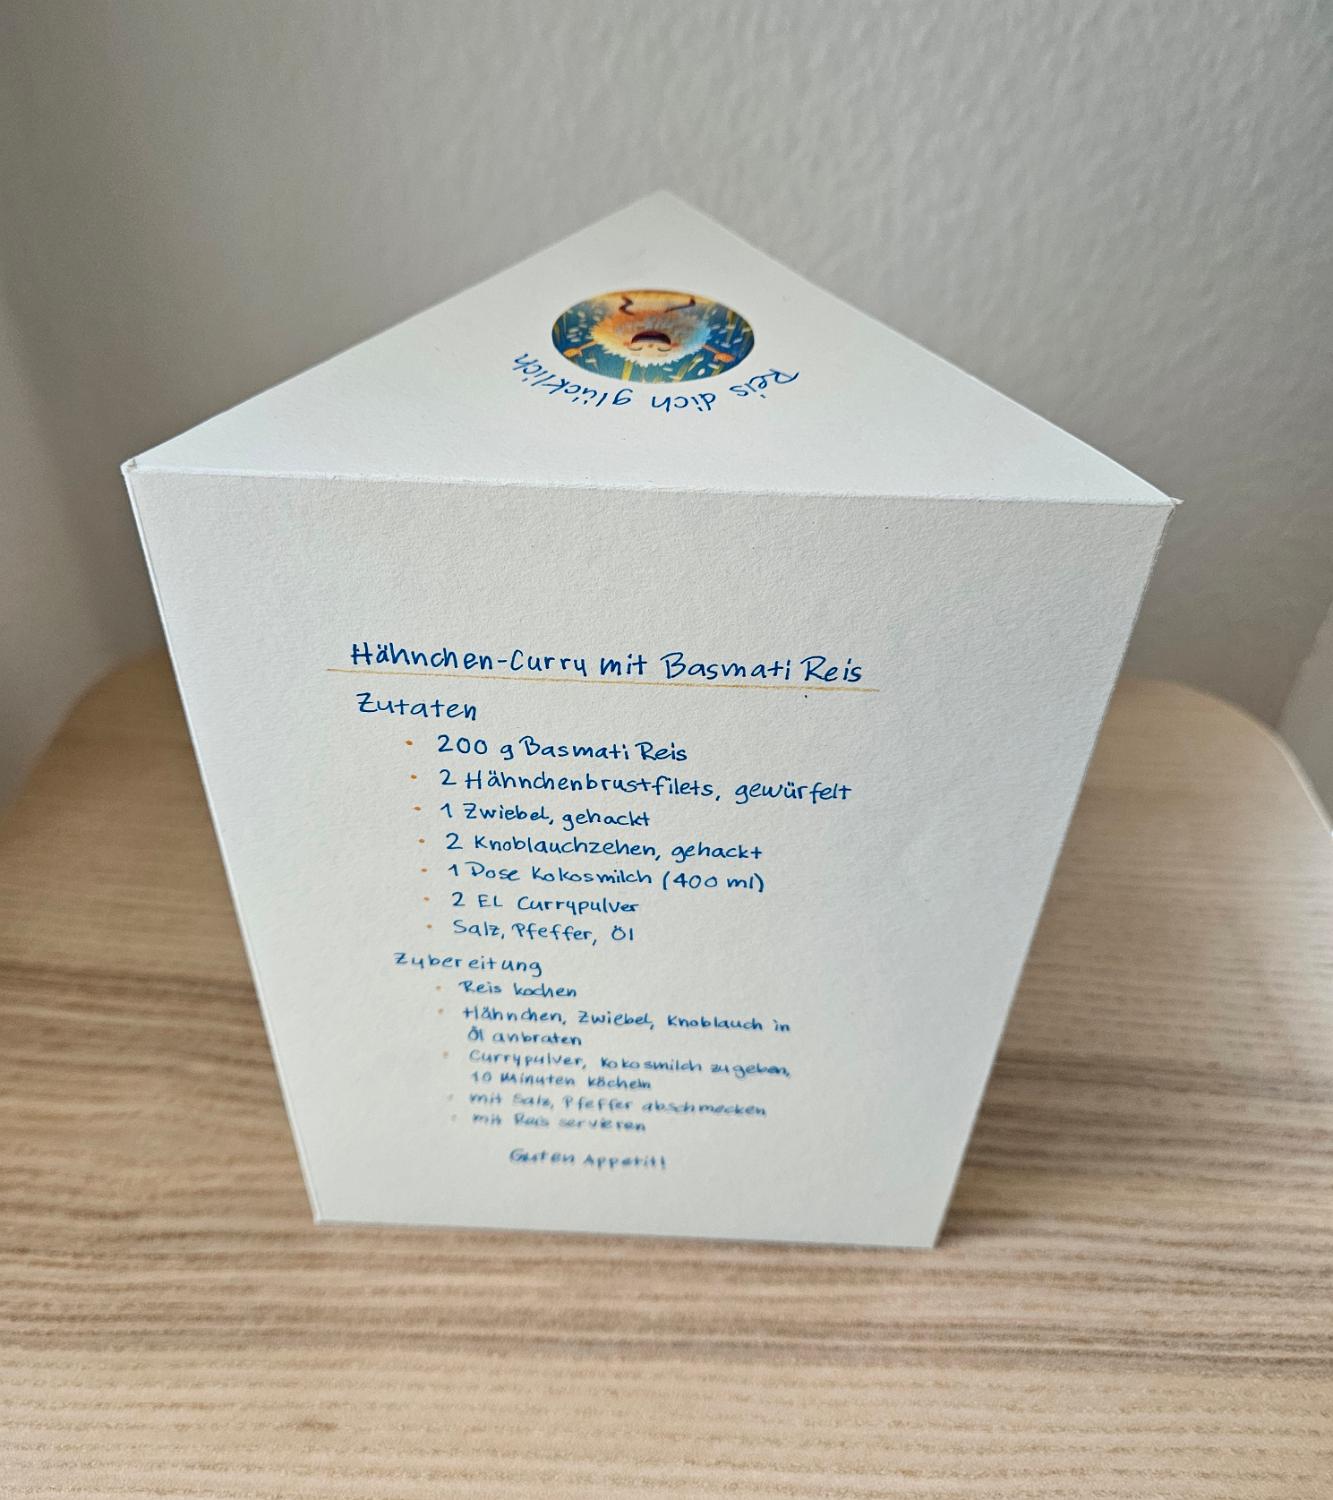 Reis dich glücklich
Hähnchen-Curry mit Basmati Reis
Zutaten
• 200 g Basmati Reis
• 2 Hähnchenbrustfilets, gewürfelt
• 1 Zwiebel, gehackt
• 2 Knoblauchzehen, gehackt
• 1 Dose Kokosmilch (400 ml)
• 2 EL Currypulver
• Salz, Pfeffer, Öl
Zubereitung
• Reis kochen
• Hähnchen, Zwiebel, Knoblauch in
Öl anbraten
• Currypulver, Kokosmilch zugeben,
10 Minuten köcheln
• mit Salz, Pfeffer abschmecken
• mit Reis servieren
Guten Appetit!